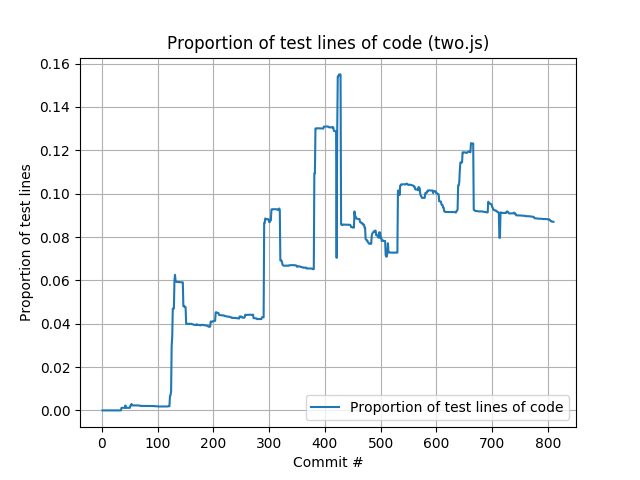 Proportion of test lines of code (two.js)
Proportion of test lines
0.16
0.14
0.12
0.10
0.08
0.06
0.04
0.02
0.00
Proportion of test lines of code
0 100 200 300 400 500 600 700 800
Commit #